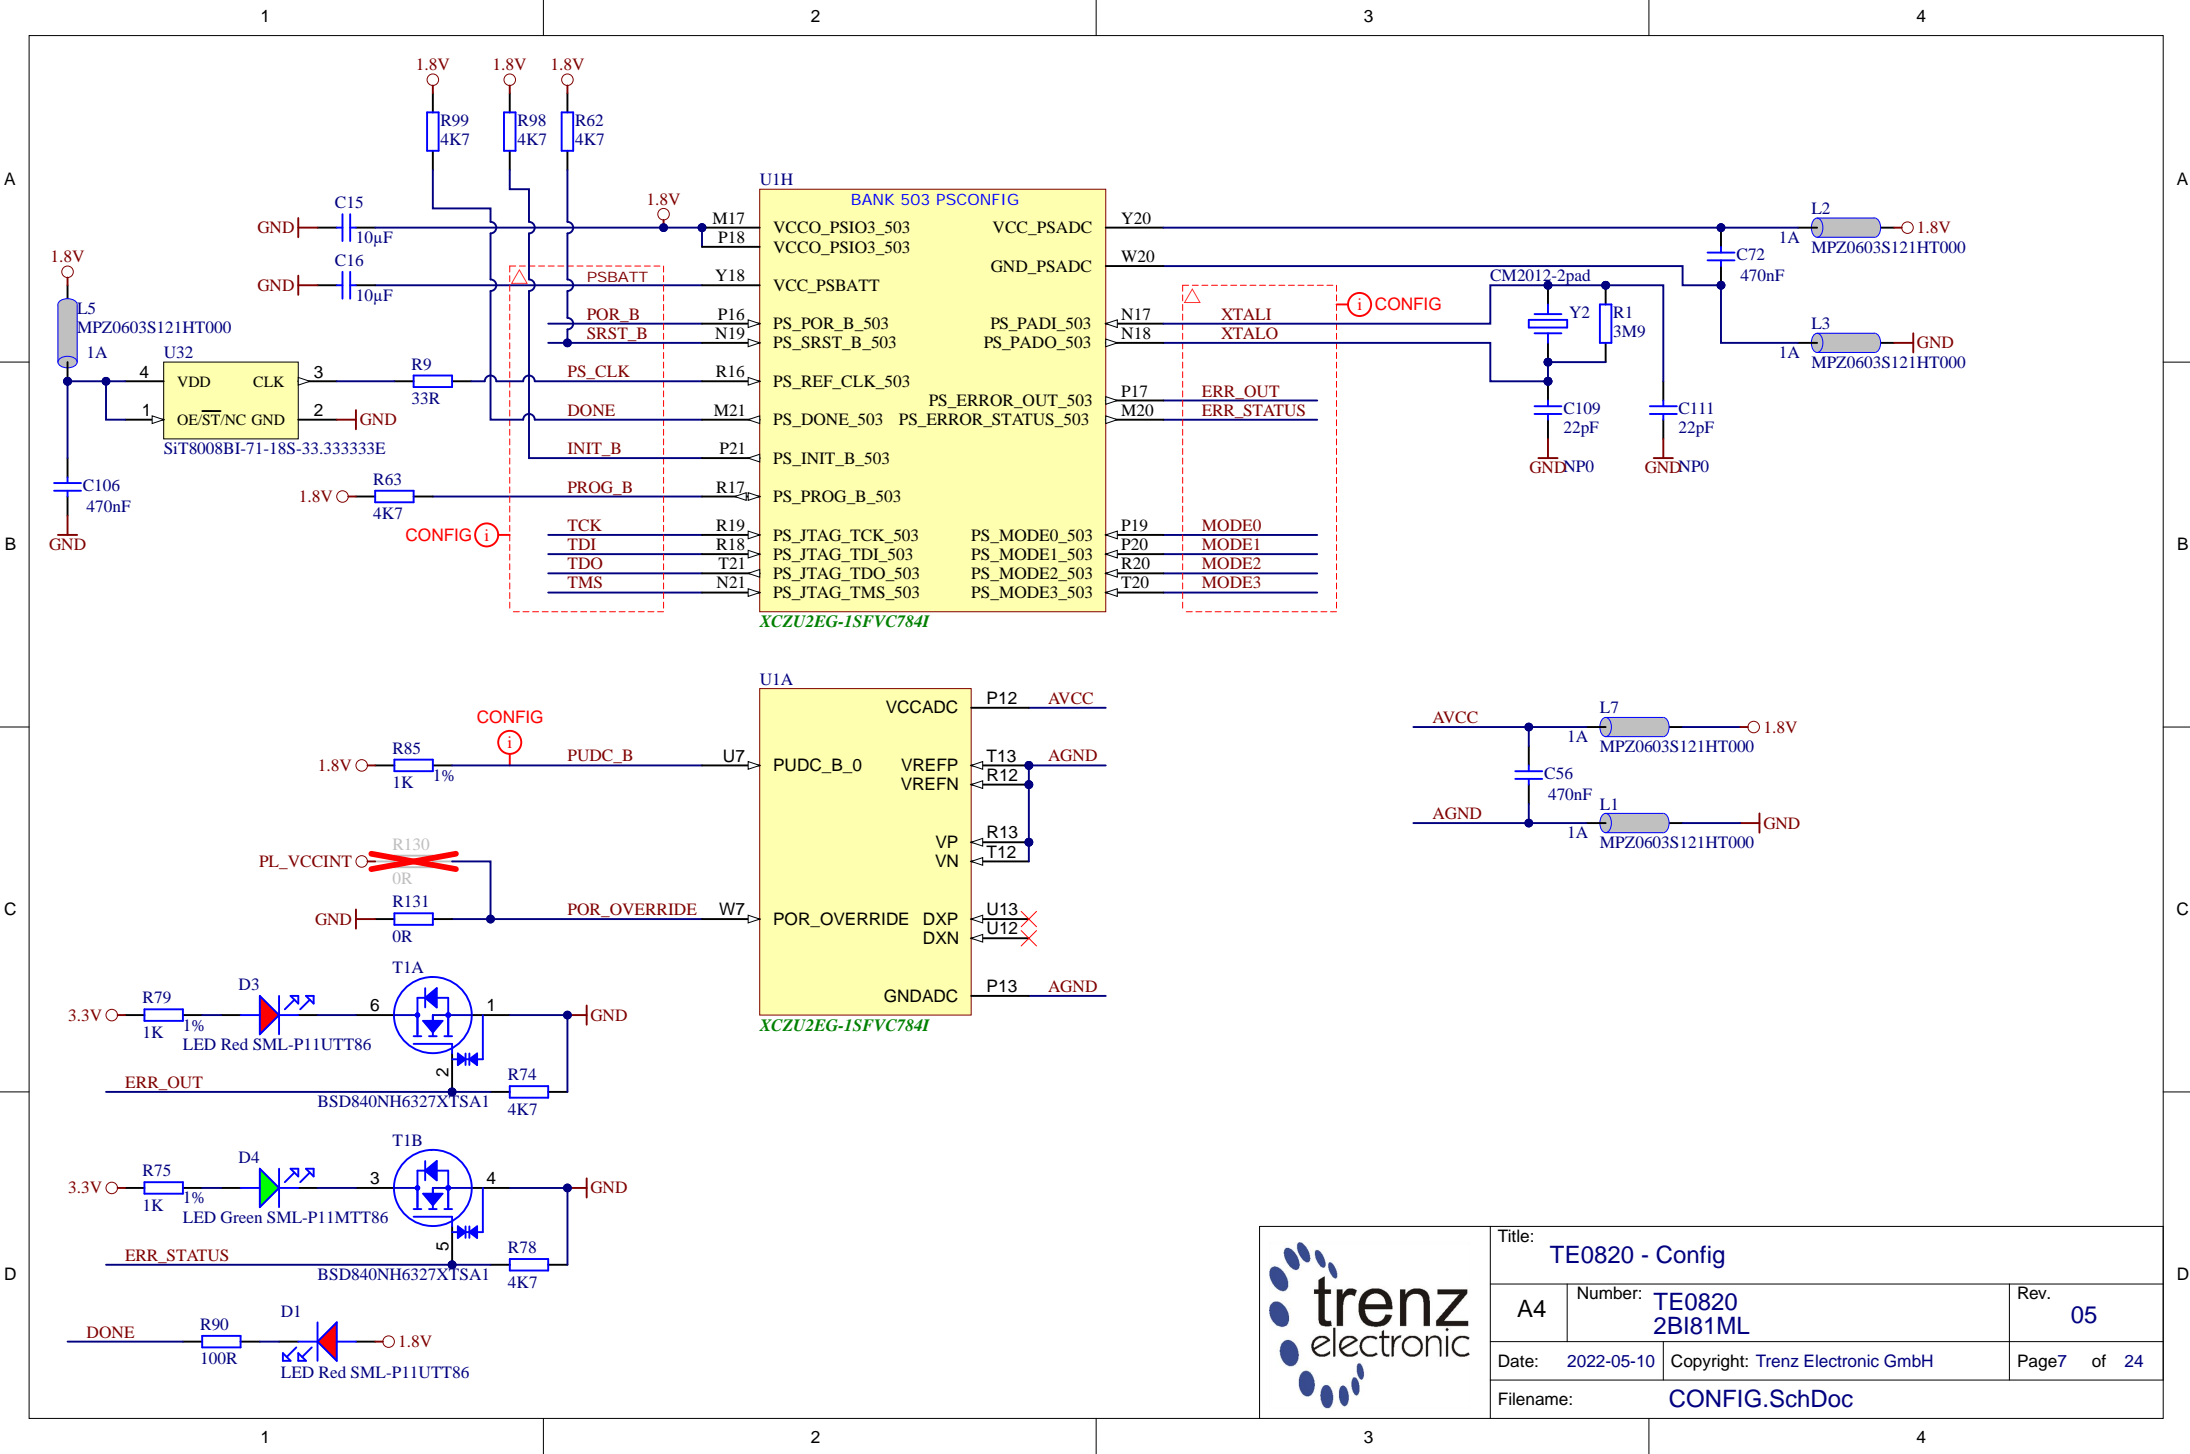 1 2 3 4
A A
B B
C C
D D
1.8V 1.8V 1.8V
R99 R98 R62
4K7 4K7 4K7
U1H
BANK 503 PSCONFIG
C15
GND
10µF
1.8V
M17 VCCO_PSIO3_503
P18 VCCO_PSIO3_503
C16
GND
10µF
PSBATT
Y18 VCC_PSBATT
POR_B P16 PS_POR_B_503
SRST_B N19 PS_SRST_B_503
PS_CLK R16 PS_REF_CLK_503
DONE M21 PS_DONE_503
INIT_B P21 PS_INIT_B_503
PROG_B R17 PS_PROG_B_503
TCK R19 PS_JTAG_TCK_503
TDI R18 PS_JTAG_TDI_503
TDO T21 PS_JTAG_TDO_503
TMS N21 PS_JTAG_TMS_503
VCC_PSADC Y20
GND_PSADC W20
PS_PADI_503 N17 XTALI
PS_PADO_503 N18 XTALO
PS_ERROR_OUT_503 P17 ERR_OUT
PS_ERROR_STATUS_503 M20 ERR_STATUS
PS_MODE0_503 P19 MODE0
PS_MODE1_503 P20 MODE1
PS_MODE2_503 R20 MODE2
PS_MODE3_503 T20 MODE3
XCZU2EG-1SFVC784I
i CONFIG
CONFIG i
1.8V
L5
MPZ0603S121HT000
1A
U32
4 VDD CLK 3
1 OE/ST/NC GND 2
GND
SiT8008BI-71-18S-33.333333E
C106
470nF
GND
R9
33R
1.8V
R63
4K7
CM2012-2pad
Y2
R1
3M9
C109
22pF
GND NP0
C111
22pF
GND NP0
L2
1.8V
1A
MPZ0603S121HT000
C72
470nF
L3
GND
1A
MPZ0603S121HT000
U1A
VCCADC P12 AVCC
PUDC_B_0 U7 PUDC_B
VREFP T13 AGND
VREFN R12
VP R13
VN T12
POR_OVERRIDE W7 POR_OVERRIDE
DXP U13
DXN U12
GNDADC P13 AGND
XCZU2EG-1SFVC784I
CONFIG
i
1.8V
R85
1K
1%
PL_VCCINT
R130
0R
GND
R131
0R
AVCC
L7
1.8V
1A
MPZ0603S121HT000
C56
470nF
AGND
L1
GND
1A
MPZ0603S121HT000
T1A
3.3V
R79
1K
1%
D3
LED Red SML-P11UTT86
6 1 2
GND
ERR_OUT
BSD840NH6327XTSA1
R74
4K7
T1B
3.3V
R75
1K
1%
D4
LED Green SML-P11MTT86
3 4 5
GND
ERR_STATUS
BSD840NH6327XTSA1
R78
4K7
DONE
R90
100R
D1
1.8V
LED Red SML-P11UTT86
trenz
electronic
Title:
TE0820 - Config
A4
Number: TE0820
2BI81ML
Rev.
05
Date: 2022-05-10 Copyright: Trenz Electronic GmbH Page7 of 24
Filename: CONFIG.SchDoc
1 2 3 4